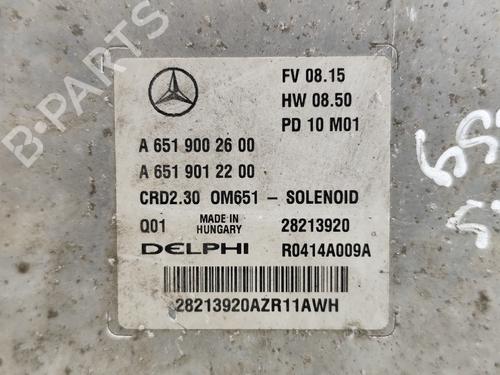 FV 08.15
HW 08.50
PD 10 M01
A 651 900 26 00
A 651 901 22 00
CRD2.30 OM651 - SOLENOID
Q01 MADE IN HUNGARY 28213920
DELPHI R0414A009A
28213920AZR11AWH
B-PARTS